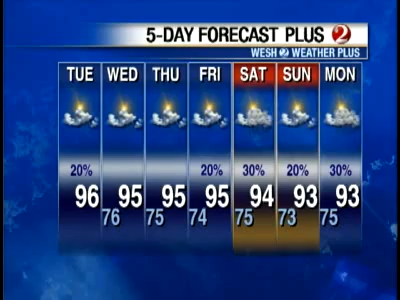 5-DAY FORECAST PLUS 2
WESH 2 WEATHER PLUS
TUE WED THU FRI SAT SUN MON
20% 20% 30% 20% 30%
96 95 95 95 94 93 93
76 75 74 75 73 75